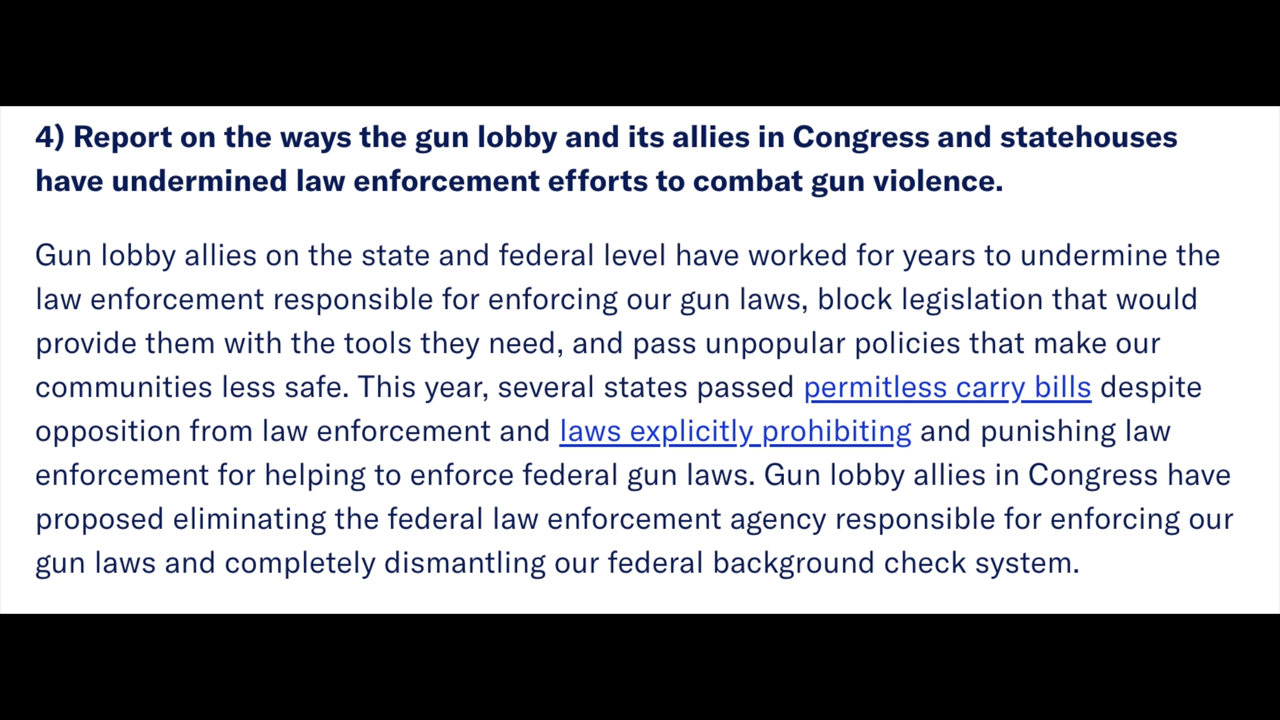 4) Report on the ways the gun lobby and its allies in Congress and statehouses
have undermined law enforcement efforts to combat gun violence.
Gun lobby allies on the state and federal level have worked for years to undermine the
law enforcement responsible for enforcing our gun laws, block legislation that would
provide them with the tools they need, and pass unpopular policies that make our
communities less safe. This year, several states passed permitless carry bills despite
opposition from law enforcement and laws explicitly prohibiting and punishing law
enforcement for helping to enforce federal gun laws. Gun lobby allies in Congress have
proposed eliminating the federal law enforcement agency responsible for enforcing our
gun laws and completely dismantling our federal background check system.